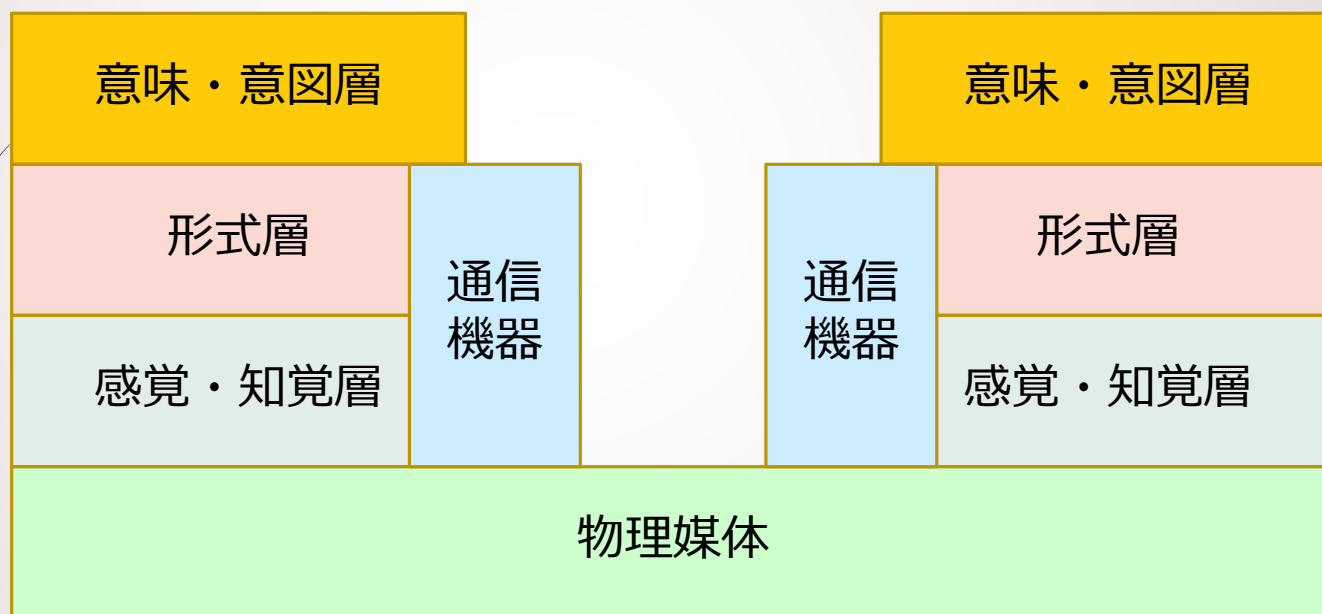 意味・意図層
意味・意図層
形式層
形式層
通信
機器
通信
機器
感覚・知覚層
感覚・知覚層
物理媒体